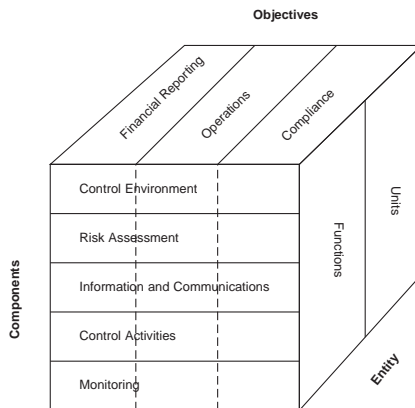 Objectives
Financial Reporting
Operations
Compliance
Control Environment
Risk Assessment
Information and Communications
Control Activities
Monitoring
Components
Functions
Units
Entity